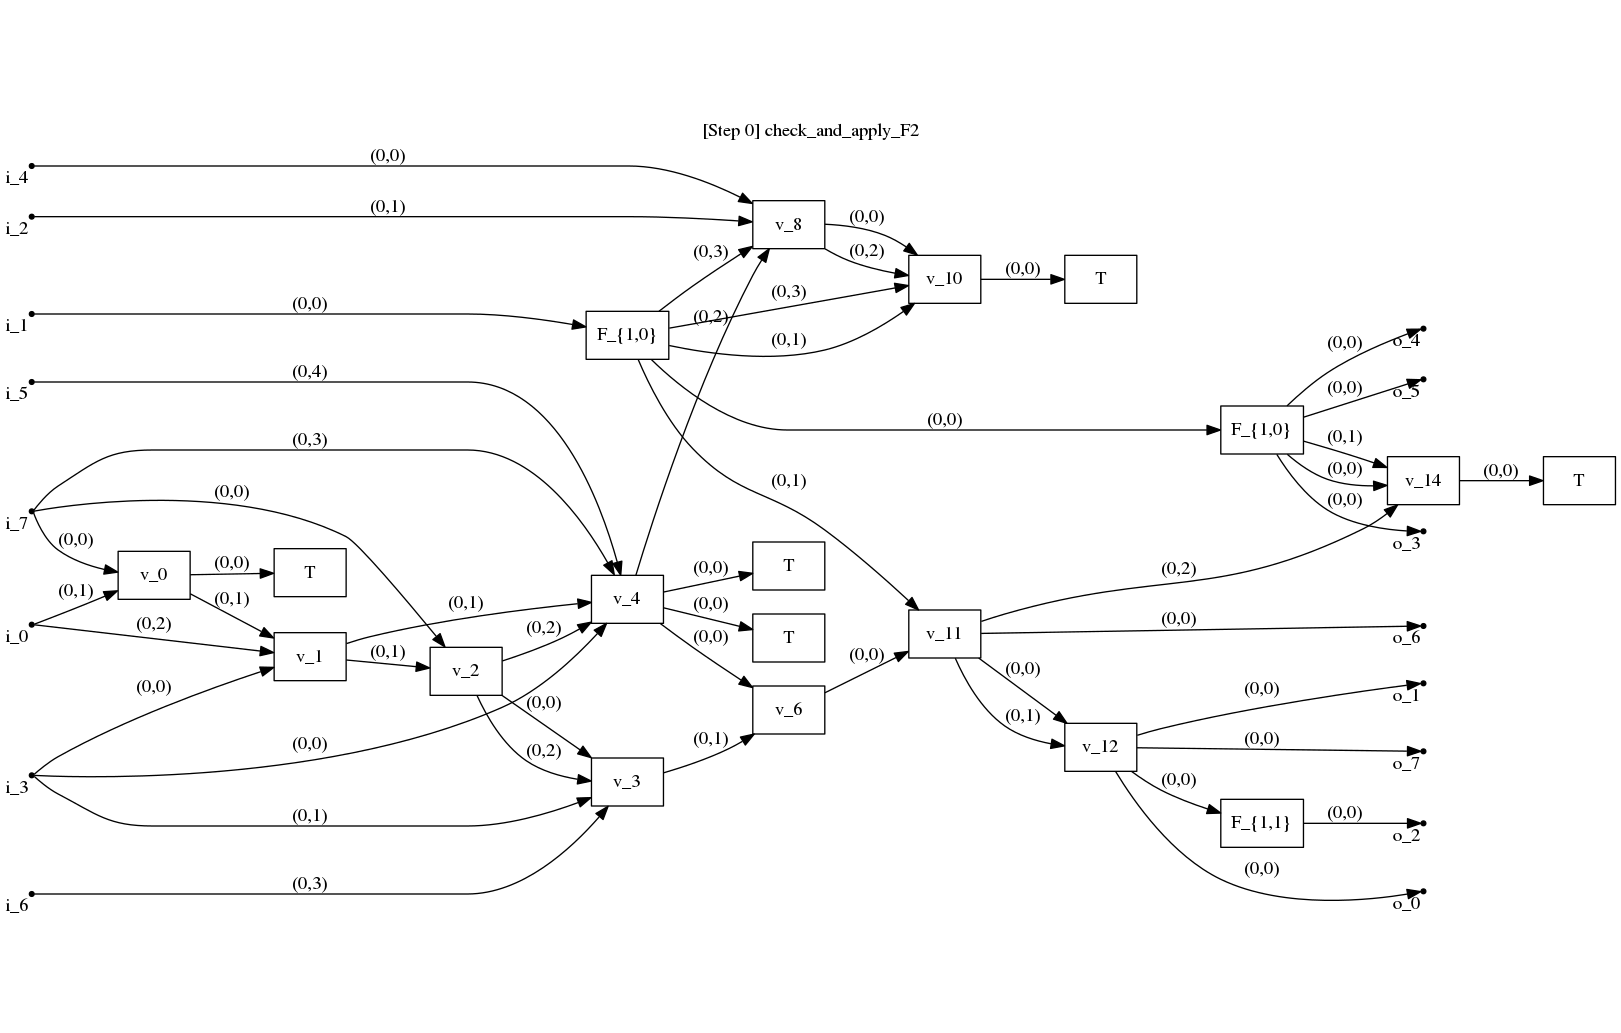 [Step 0] check_and_apply_F2
i_4
(0,0)
i_2
(0,1)
v_8
(0,0)
(0,2)
(0,3)
v_10
(0,0)
T
i_1
(0,0)
F_{1,0}
(0,3)
(0,2)
(0,1)
i_5
(0,4)
(0,0)
(0,1)
F_{1,0}
(0,0)
o_4
(0,0)
o_5
(0,1)
(0,0)
(0,0)
o_3
v_14
(0,0)
T
i_7
(0,3)
(0,0)
(0,0)
v_0
(0,0)
T
(0,1)
i_0
(0,1)
(0,2)
v_1
(0,1)
(0,1)
v_2
(0,2)
(0,0)
(0,2)
v_4
(0,0)
T
(0,0)
T
(0,0)
v_6
(0,0)
v_11
(0,2)
(0,0)
o_6
(0,0)
(0,1)
v_12
(0,0)
o_1
(0,0)
o_7
(0,0)
F_{1,1}
(0,0)
o_2
(0,0)
o_0
i_3
(0,0)
(0,0)
(0,1)
v_3
(0,1)
i_6
(0,3)